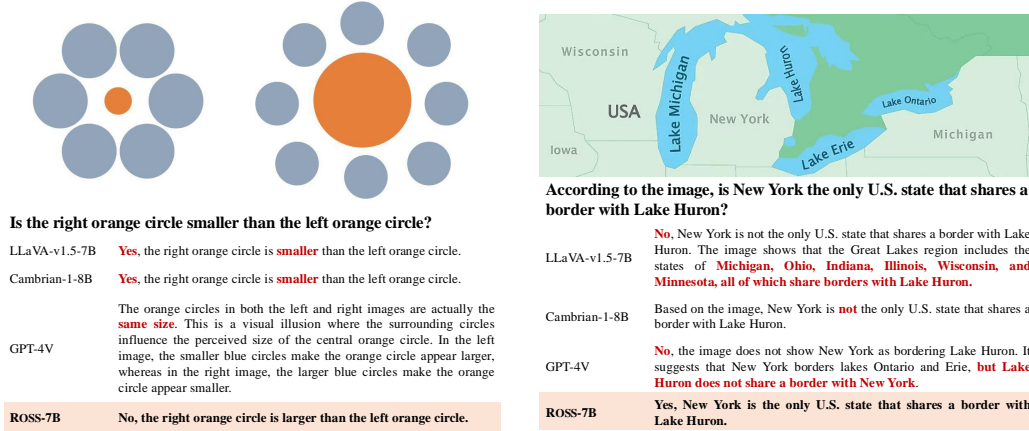 Is the right orange circle smaller than the left orange circle?
LLaVA-v1.5-7B Yes, the right orange circle is smaller than the left orange circle.
Cambrian-1-8B Yes, the right orange circle is smaller than the left orange circle.
The orange circles in both the left and right images are actually the
same size. This is a visual illusion where the surrounding circles
influence the perceived size of the central orange circle. In the left
GPT-4V
image, the smaller blue circles make the orange circle appear larger,
whereas in the right image, the larger blue circles make the orange
circle appear smaller.
ROSS-7B No, the right orange circle is larger than the left orange circle.
Wisconsin
USA
Iowa
Lake Michigan
New York
Lake Huron
Lake Ontario
Lake Erie
Michigan
According to the image, is New York the only U.S. state that shares a
border with Lake Huron?
No, New York is not the only U.S. state that shares a border with Lake
LLaVA-v1.5-7B
Huron. The image shows that the Great Lakes region includes the
states of Michigan, Ohio, Indiana, Illinois, Wisconsin, and
Minnesota, all of which share borders with Lake Huron.
Cambrian-1-8B
Based on the image, New York is not the only U.S. state that shares a
border with Lake Huron.
No, the image does not show New York as bordering Lake Huron. It
GPT-4V
suggests that New York borders lakes Ontario and Erie, but Lake
Huron does not share a border with New York.
ROSS-7B
Yes, New York is the only U.S. state that shares a border with
Lake Huron.